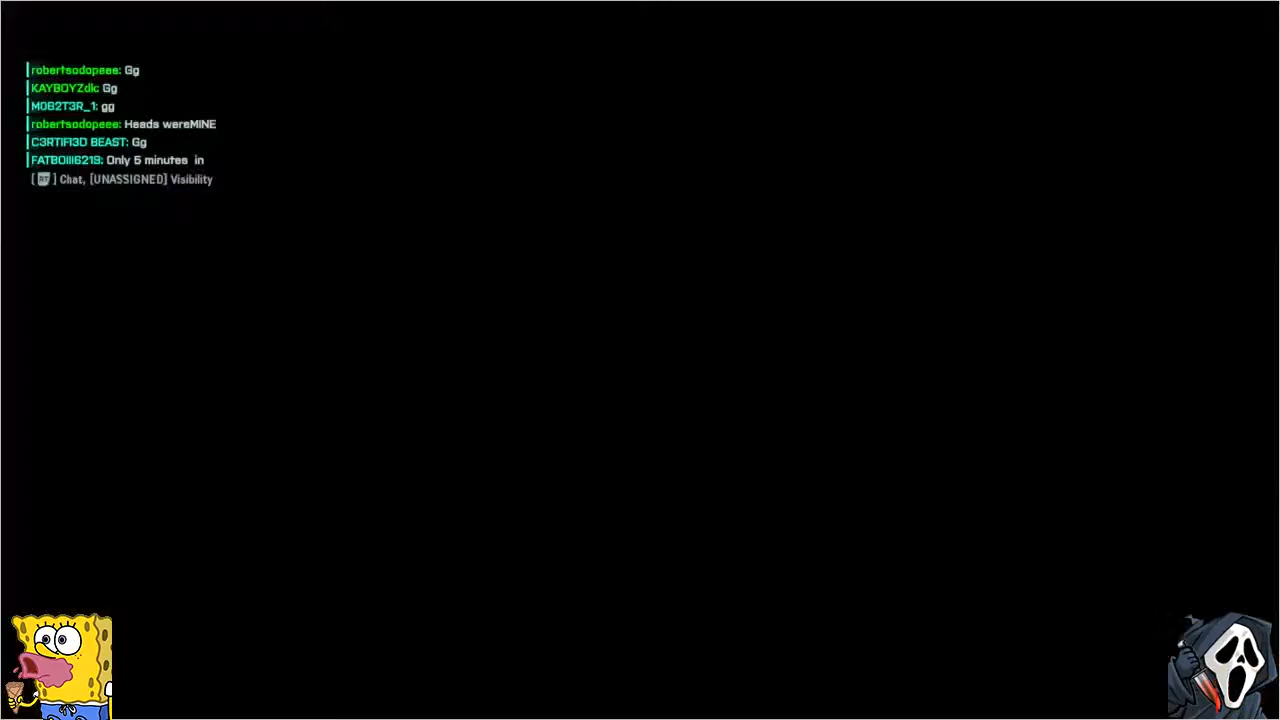 robertsodopeee: Gg
KAYBOYZdlc: Gg
M0B2T3R_1: gg
robertsodopeee: Heads wereMINE
C3RTIFI3D BEAST: Gg
FATBOIII6219: Only 5 minutes in
[ ] Chat, [UNASSIGNED] Visibility